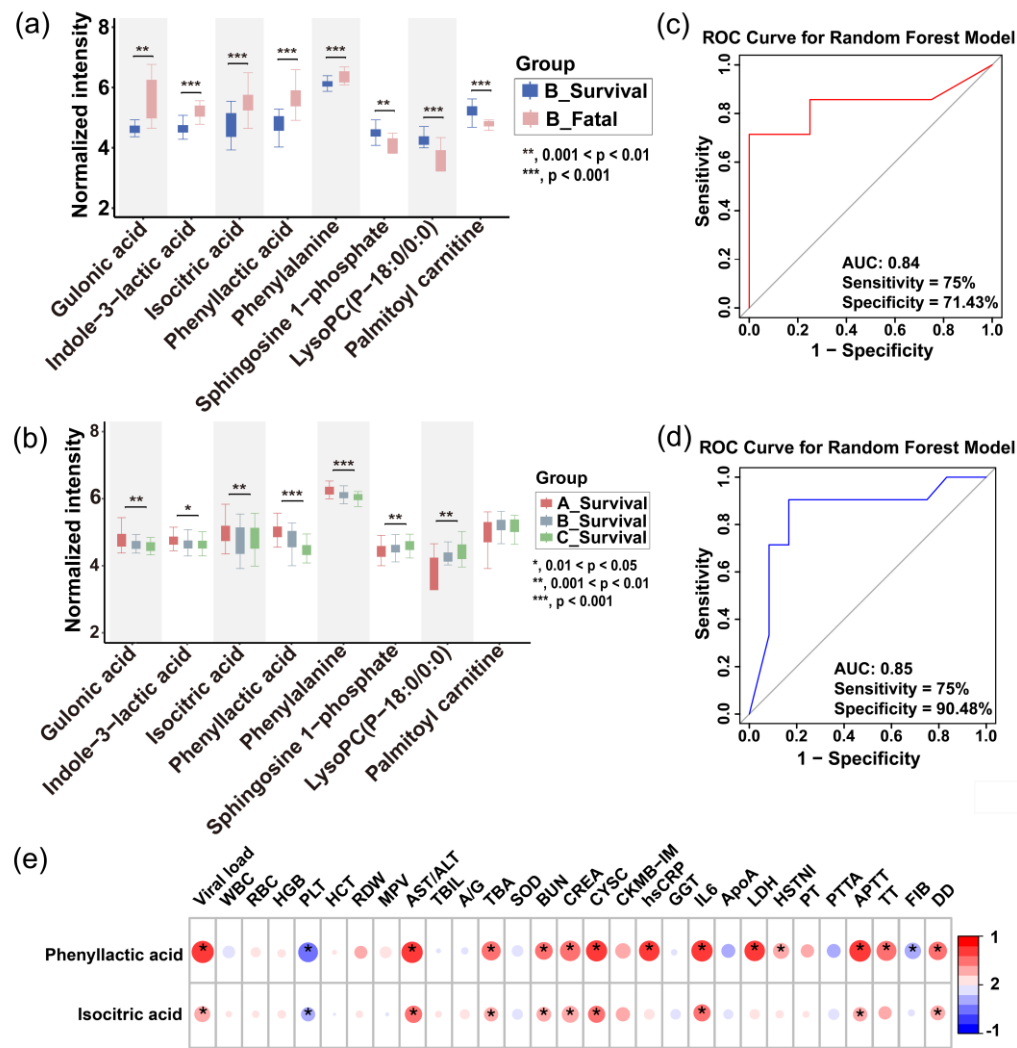 (a)
Normalized intensity
8
6
4
2
** *** *** *** *** ** *** ***
Group
B_Survival
B_Fatal
**, 0.001 < p < 0.01
***, p < 0.001
Gulonic acid
Indole−3−lactic acid
Isocitric acid
Phenyllactic acid
Phenylalanine
Sphingosine 1−phosphate
LysoPC(P−18:0/0:0)
Palmitoyl carnitine
(c)
ROC Curve for Random Forest Model
Sensitivity
1.0
0.8
0.6
0.4
0.2
0.0
AUC: 0.84
Sensitivity = 75%
Specificity = 71.43%
0.0 0.2 0.4 0.6 0.8 1.0
1 − Specificity
(b)
Normalized intensity
8
6
4
2
** * ** *** *** ** **
Group
A_Survival
B_Survival
C_Survival
*, 0.01 < p < 0.05
**, 0.001 < p < 0.01
***, p < 0.001
Gulonic acid
Indole−3−lactic acid
Isocitric acid
Phenyllactic acid
Phenylalanine
Sphingosine 1−phosphate
LysoPC(P−18:0/0:0)
Palmitoyl carnitine
(d)
ROC Curve for Random Forest Model
Sensitivity
1.0
0.8
0.6
0.4
0.2
0.0
AUC: 0.85
Sensitivity = 75%
Specificity = 90.48%
0.0 0.2 0.4 0.6 0.8 1.0
1 − Specificity
(e)
Viral load WBC RBC HGB PLT HCT RDW MPV AST/ALT TBIL A/G TBA SOD BUN CREA CYSC CKMB−IM hsCRP GGT IL6 ApoA LDH HSTNI PT PTTA APTT TT FIB DD
Phenyllactic acid * * * * * * * * * * * * * * *
Isocitric acid * * * * * * * * * *
1
2
-1